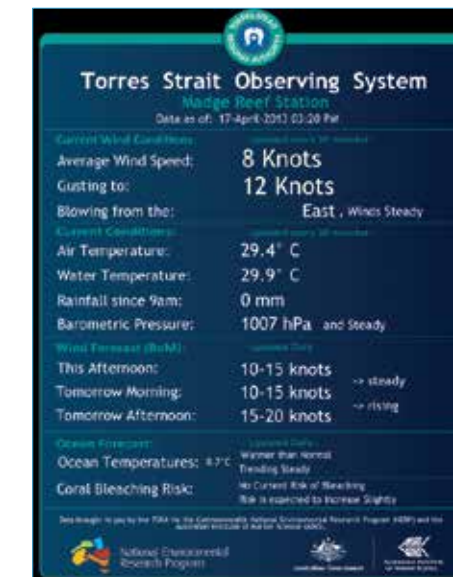 Torres Strait Observing System
Madge Reef Station
Data as of: 17-April-2013 03:20 PM
Current Wind Conditions:
Average Wind Speed: 8 Knots
Gusting to: 12 Knots
Blowing from the: East , Winds Steady
Current Conditions:
Air Temperature: 29.4° C
Water Temperature: 29.9° C
Rainfall since 9am: 0 mm
Barometric Pressure: 1007 hPa and Steady
Wind Forecast (BoM):
This Afternoon: 10-15 knots
-> steady
Tomorrow Morning: 10-15 knots
-> rising
Tomorrow Afternoon: 15-20 knots
Ocean Forecast:
Ocean Temperatures: Warmer than Normal
Trending Steady
Coral Bleaching Risk: No Current Risk of Bleaching
Risk is expected to Increase Slightly
National Environmental
Research Program